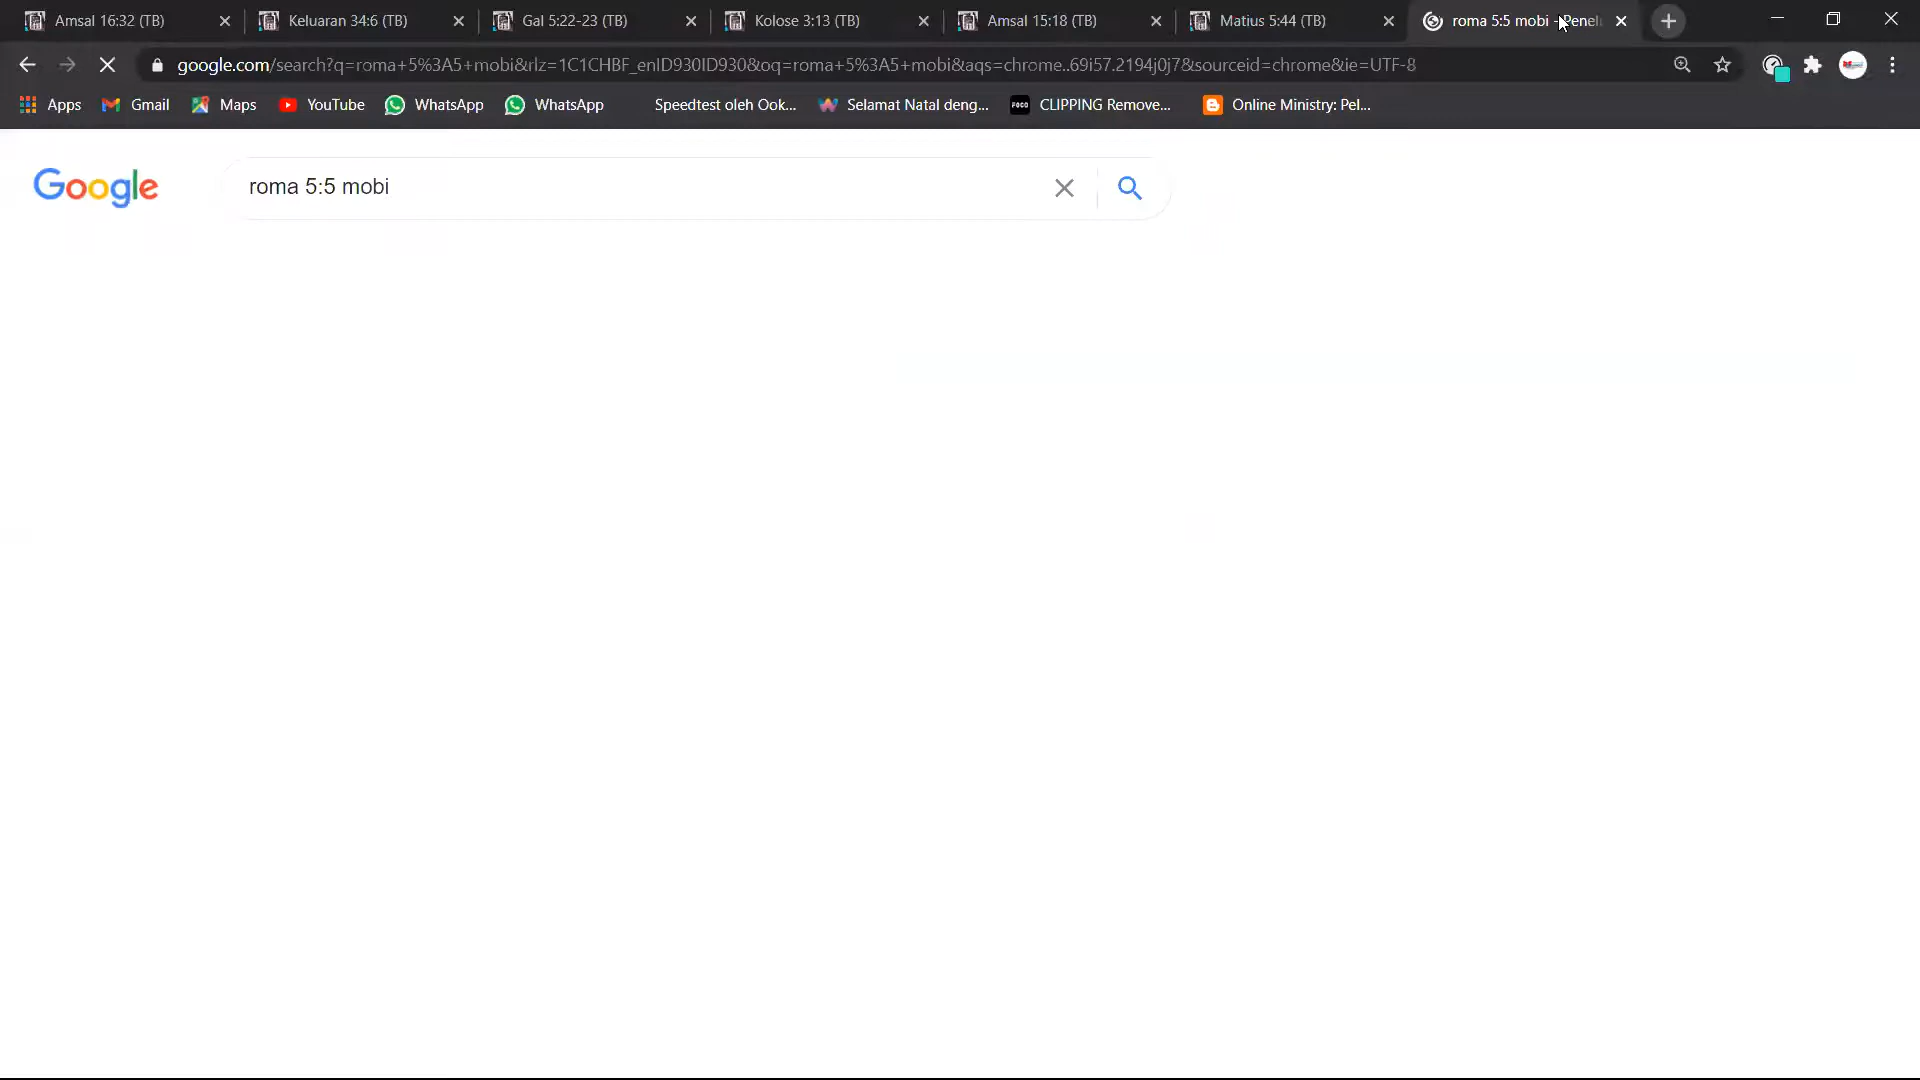 Amsal 16:32 (TB) Keluaran 34:6 (TB) Gal 5:22-23 (TB) Kolose 3:13 (TB) Amsal 15:18 (TB) Matius 5:44 (TB) roma 5:5 mobi - Penelu
google.com/search?q=roma+5%3A5+mobi&rlz=1C1CHBF_enID930ID930&oq=roma+5%3A5+mobi&aqs=chrome..69i57.2194j0j7&sourceid=chrome&ie=UTF-8
Apps Gmail Maps YouTube WhatsApp WhatsApp Speedtest oleh Ook... Selamat Natal deng... FOCO CLIPPING Remove... Online Ministry: Pel...
Google roma 5:5 mobi